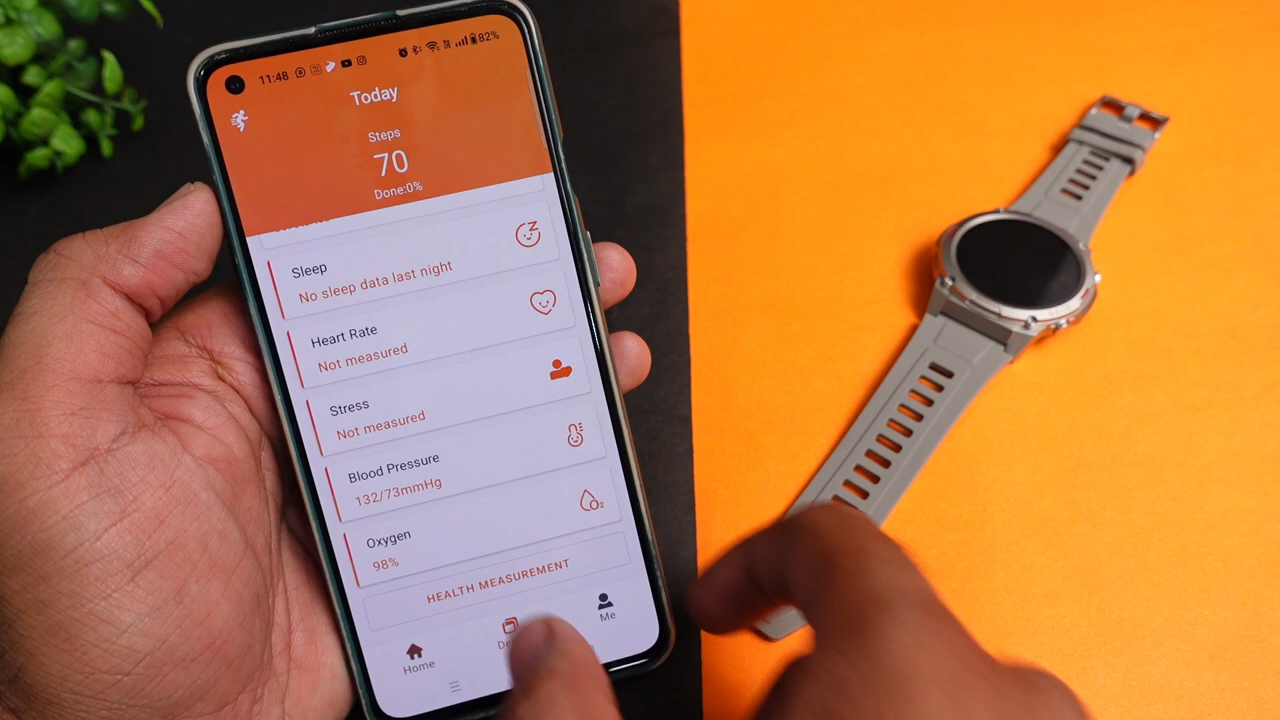 11:48
82%
Today
Steps
70
Done:0%
Sleep
No sleep data last night
Heart Rate
Not measured
Stress
Not measured
Blood Pressure
132/73mmHg
Oxygen
O2
98%
HEALTH MEASUREMENT
Home
Me